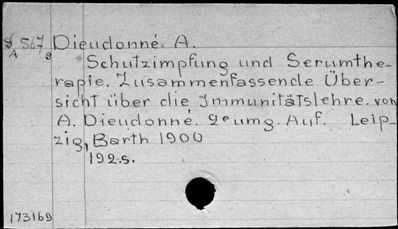 § 567 Dieudonné. A.
A 8
Schutzimpfung und Serumthe-
rapie. Zusammenfassende Über-
sicht über die Immunitätslehre. von
A. Dieudonné. 2e umg. Auf. Leip-
zig, Barth 1900
192.s.
173169